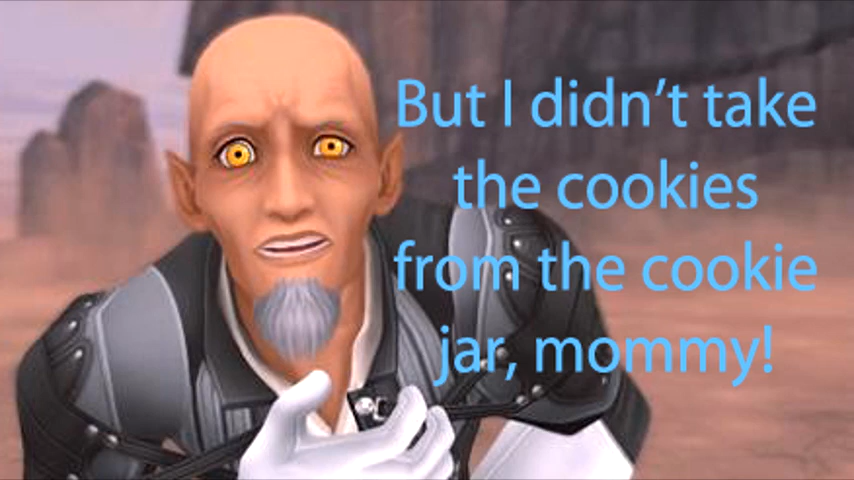 But I didn’t take
the cookies
from the cookie
jar, mommy!